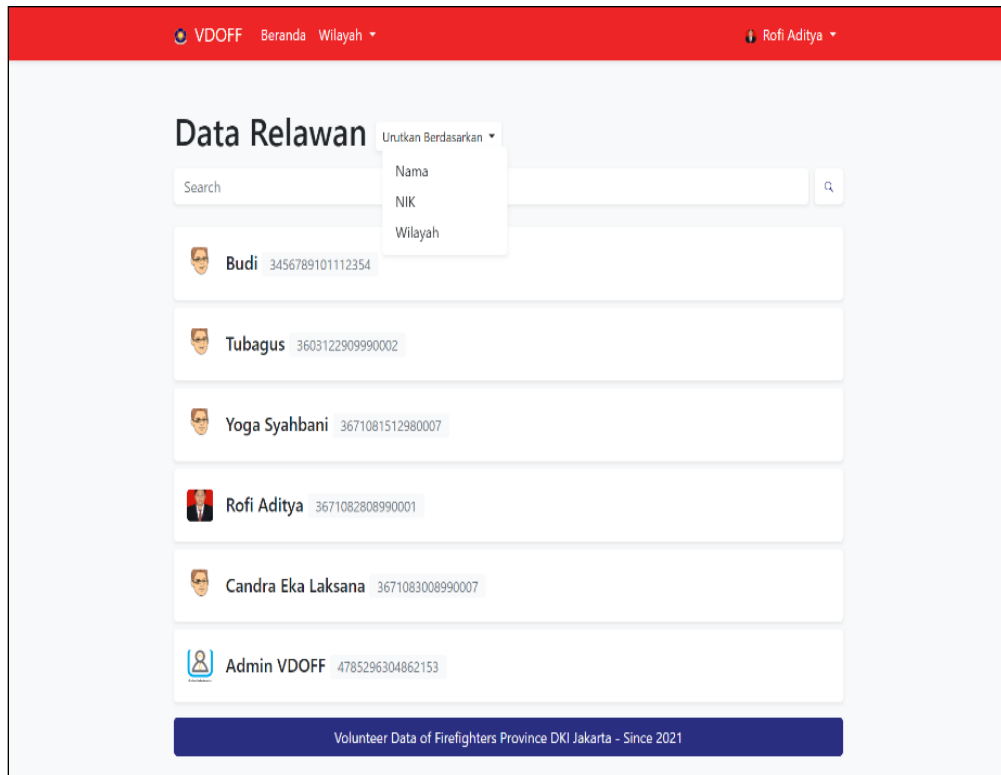 VDOFF Beranda Wilayah Rofi Aditya
Data Relawan Urutkan Berdasarkan
Nama
NIK
Wilayah
Search
Budi 3456789101112354
Tubagus 3603122909990002
Yoga Syahbani 3671081512980007
Rofi Aditya 3671082808990001
Candra Eka Laksana 3671083008990007
Admin VDOFF 4785296304862153
Volunteer Data of Firefighters Province DKI Jakarta - Since 2021